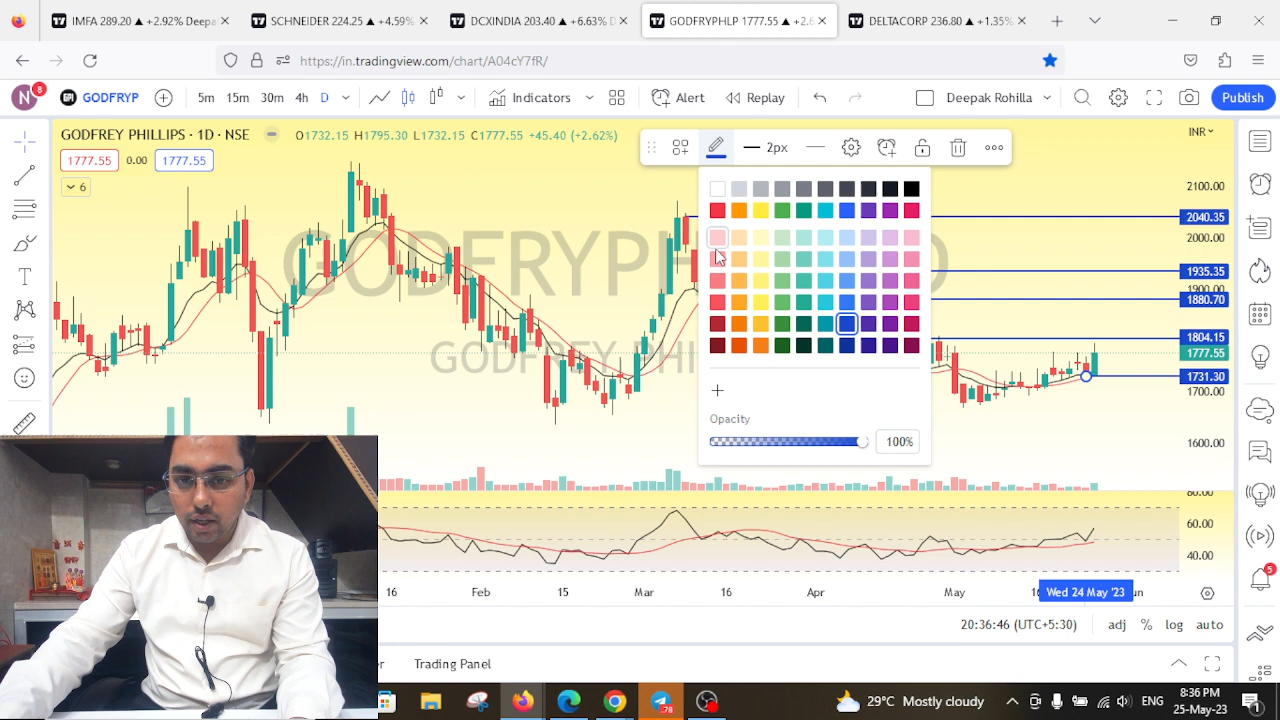 IMFA 289.20 ▲ +2.92% Deepa
SCHNEIDER 224.25 ▲ +4.59%
DCXINDIA 203.40 ▲ +6.63% D
GODFRYPHLP 1777.55 ▲ +2.6
DELTACORP 236.80 ▲ +1.35%
https://in.tradingview.com/chart/A04cY7fR/
N 8
GODFRYP
5m 15m 30m 4h D
Indicators
Alert
Replay
Deepak Rohilla
Publish
GODFREY PHILLIPS · 1D · NSE
O1732.15 H1795.30 L1732.15 C1777.55 +45.40 (+2.62%)
1777.55 0.00 1777.55
6
2px
INR
2100.00
2040.35
2000.00
1935.35
1900.00
1880.70
1804.15
1777.55
1731.30
1700.00
1600.00
80.00
60.00
40.00
Opacity
100%
16 Feb 15 Mar 16 Apr May
Wed 24 May '23
20:36:46 (UTC+5:30)
adj % log auto
Trading Panel
5
78
29°C Mostly cloudy
ENG
8:36 PM
25-May-23
1